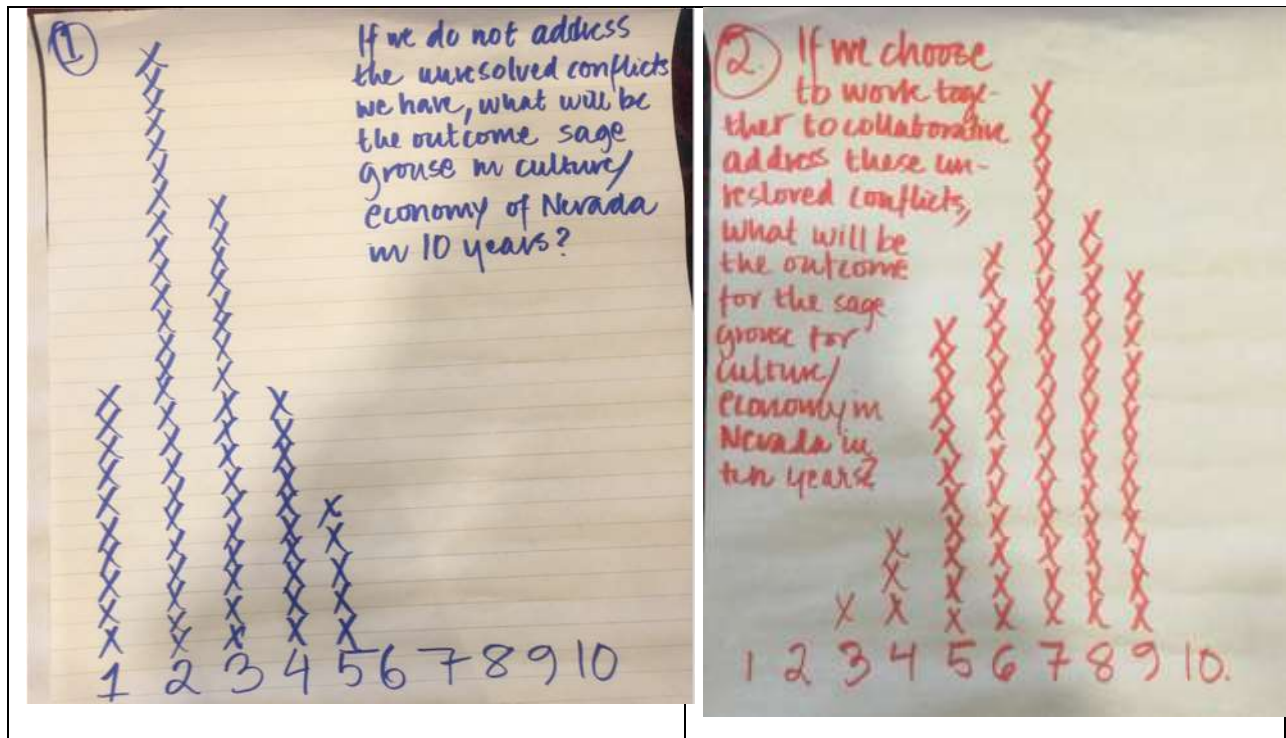 1
If we do not address
the unresolved conflicts
we have, what will be
the outcome sage
grouse in culture/
economy of Nevada
in 10 years?
1 2 3 4 5 6 7 8 9 10
2. If we choose
to work toge-
ther to collaborative
address these un-
resloved conflicts,
what will be
the outcome
for the sage
grouse for
culture/
economy in
Nevada in
ten years?
1 2 3 4 5 6 7 8 9 10.